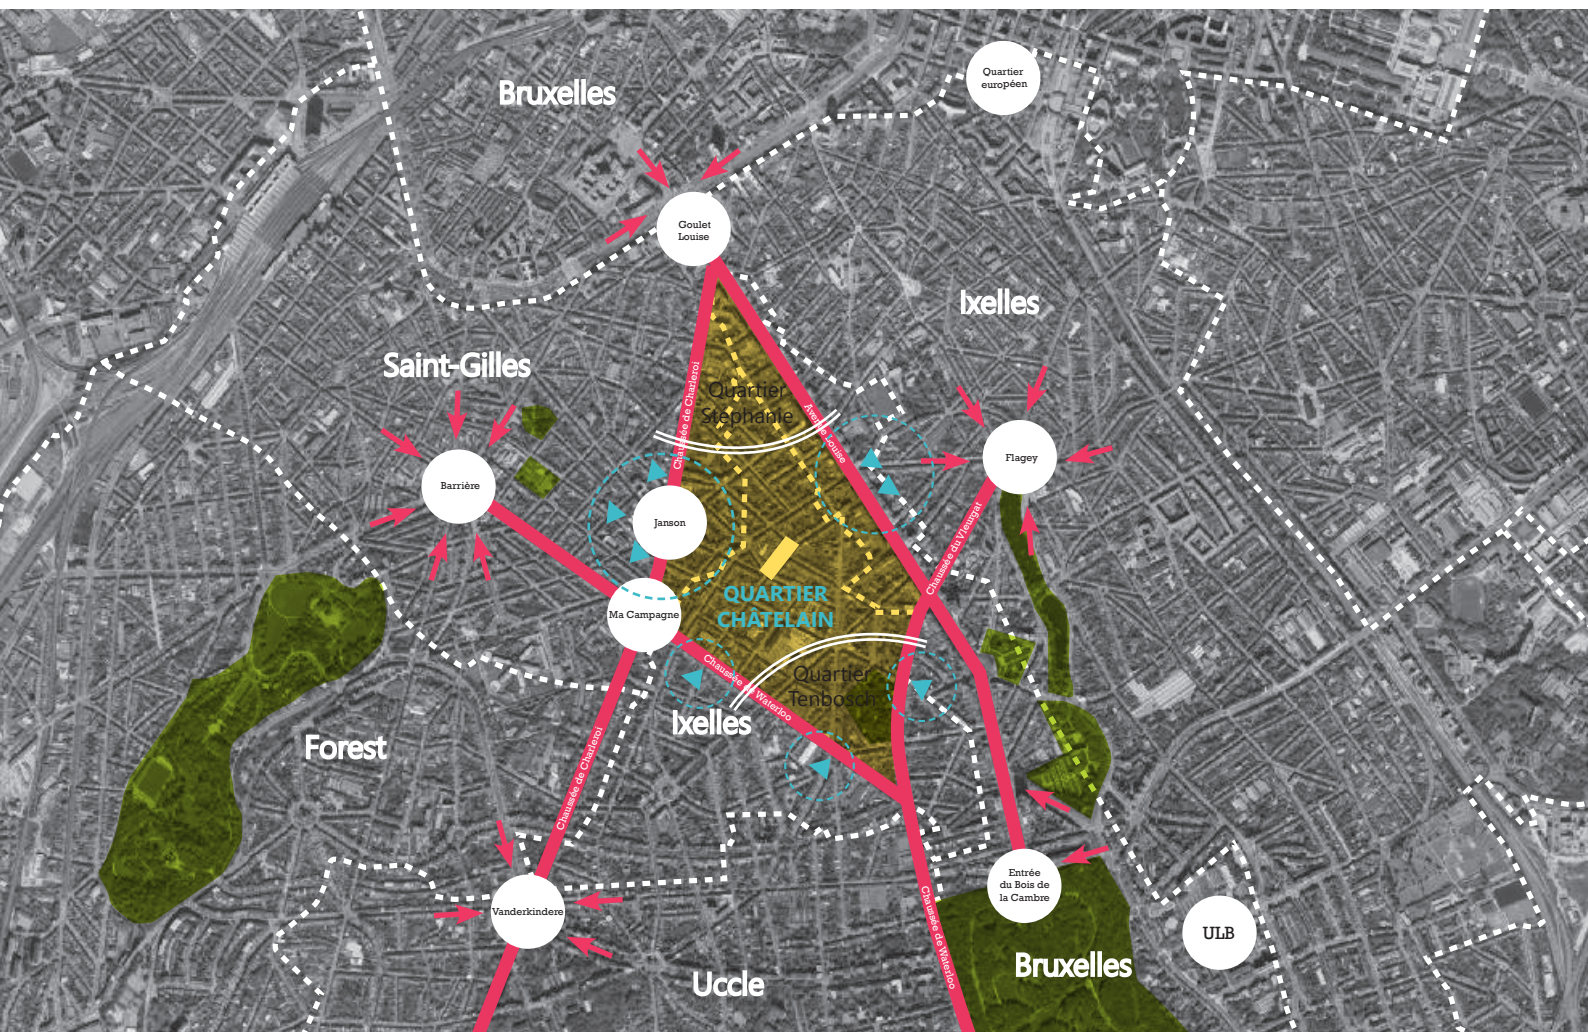 Quartier
européen
Bruxelles
Goulet
Louise
Ixelles
Saint-Gilles
Chaussée de Charleroi
Quartier
Stéphanie
Avenue Louise
Flagey
Barrière
Janson
Chaussée du Vleurgat
QUARTIER
CHÂTELAIN
Ma Campagne
Chaussée de Waterloo
Quartier
Tenbosch
Ixelles
Forest
Chaussée de Charleroi
Entrée
du Bois de
la Cambre
Vanderkindere
Chaussée de Waterloo
ULB
Bruxelles
Uccle